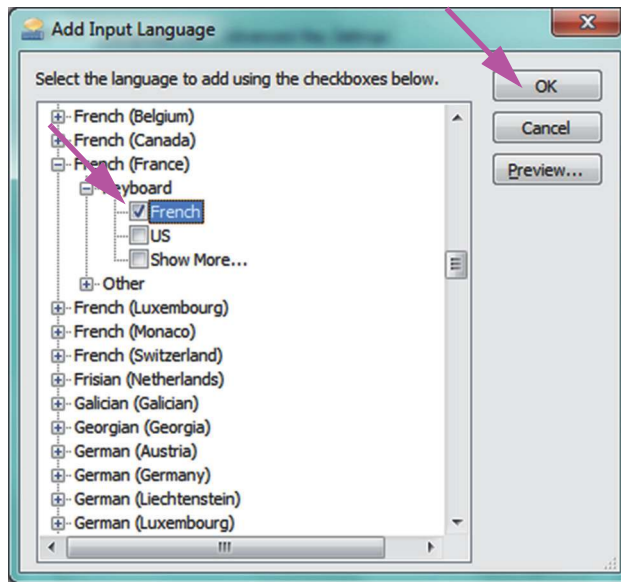 Add Input Language
Select the language to add using the checkboxes below.
OK
Cancel
Preview...
French (Belgium)
French (Canada)
French (France)
Keyboard
French
US
Show More...
Other
French (Luxembourg)
French (Monaco)
French (Switzerland)
Frisian (Netherlands)
Galician (Galician)
Georgian (Georgia)
German (Austria)
German (Germany)
German (Liechtenstein)
German (Luxembourg)